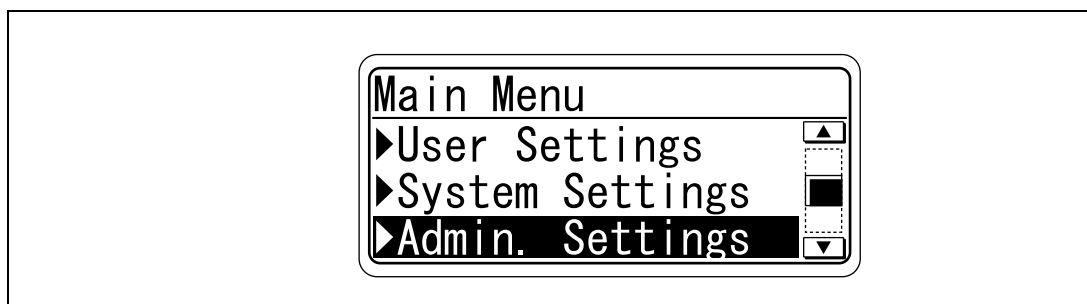 Main Menu
▶User Settings
▶System Settings
▶Admin. Settings